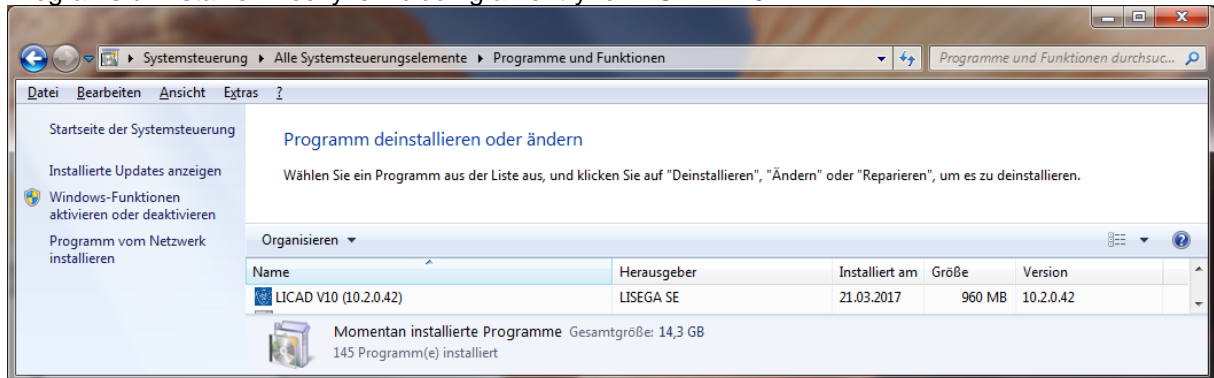 Systemsteuerung ▸ Alle Systemsteuerungselemente ▸ Programme und Funktionen
Programme und Funktionen durchsuc...
Datei Bearbeiten Ansicht Extras ?
Startseite der Systemsteuerung
Installierte Updates anzeigen
Windows-Funktionen
aktivieren oder deaktivieren
Programm vom Netzwerk
installieren
Programm deinstallieren oder ändern
Wählen Sie ein Programm aus der Liste aus, und klicken Sie auf "Deinstallieren", "Ändern" oder "Reparieren", um es zu deinstallieren.
Organisieren
Name Herausgeber Installiert am Größe Version
LICAD V10 (10.2.0.42) LISEGA SE 21.03.2017 960 MB 10.2.0.42
Momentan installierte Programme Gesamtgröße: 14,3 GB
145 Programm(e) installiert